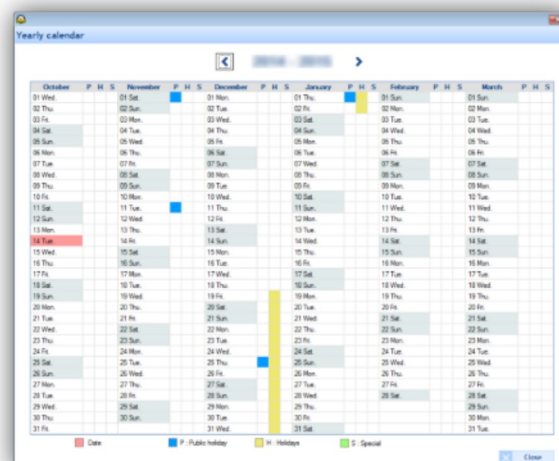 Yearly calendar
October P H S November P H S December P H S January P H S February P H S March P H S
01 Wed. 01 Sat. 01 Mon. 01 Thu. 01 Sun. 01 Sun.
02 Thu. 02 Sun. 02 Tue. 02 Fri. 02 Mon. 02 Mon.
03 Fri. 03 Mon. 03 Wed. 03 Sat. 03 Tue. 03 Tue.
04 Sat. 04 Tue. 04 Thu. 04 Sun. 04 Wed. 04 Wed.
05 Sun. 05 Wed. 05 Fri. 05 Mon. 05 Thu. 05 Thu.
06 Mon. 06 Thu. 06 Sat. 06 Tue. 06 Fri. 06 Fri.
07 Tue. 07 Fri. 07 Sun. 07 Wed. 07 Sat. 07 Sat.
08 Wed. 08 Sat. 08 Mon. 08 Thu. 08 Sun. 08 Sun.
09 Thu. 09 Sun. 09 Tue. 09 Fri. 09 Mon. 09 Mon.
10 Fri. 10 Mon. 10 Wed. 10 Sat. 10 Tue. 10 Tue.
11 Sat. 11 Tue. 11 Thu. 11 Sun. 11 Wed. 11 Wed.
12 Sun. 12 Wed. 12 Fri. 12 Mon. 12 Thu. 12 Thu.
13 Mon. 13 Thu. 13 Sat. 13 Tue. 13 Fri. 13 Fri.
14 Tue. 14 Fri. 14 Sun. 14 Wed. 14 Sat. 14 Sat.
15 Wed. 15 Sat. 15 Mon. 15 Thu. 15 Sun. 15 Sun.
16 Thu. 16 Sun. 16 Tue. 16 Fri. 16 Mon. 16 Mon.
17 Fri. 17 Mon. 17 Wed. 17 Sat. 17 Tue. 17 Tue.
18 Sat. 18 Tue. 18 Thu. 18 Sun. 18 Wed. 18 Wed.
19 Sun. 19 Wed. 19 Fri. 19 Mon. 19 Thu. 19 Thu.
20 Mon. 20 Thu. 20 Sat. 20 Tue. 20 Fri. 20 Fri.
21 Tue. 21 Fri. 21 Sun. 21 Wed. 21 Sat. 21 Sat.
22 Wed. 22 Sat. 22 Mon. 22 Thu. 22 Sun. 22 Sun.
23 Thu. 23 Sun. 23 Tue. 23 Fri. 23 Mon. 23 Mon.
24 Fri. 24 Mon. 24 Wed. 24 Sat. 24 Tue. 24 Tue.
25 Sat. 25 Tue. 25 Thu. 25 Sun. 25 Wed. 25 Wed.
26 Sun. 26 Wed. 26 Fri. 26 Mon. 26 Thu. 26 Thu.
27 Mon. 27 Thu. 27 Sat. 27 Tue. 27 Fri. 27 Fri.
28 Tue. 28 Fri. 28 Sun. 28 Wed. 28 Sat. 28 Sat.
29 Wed. 29 Sat. 29 Mon. 29 Thu. 29 Sun.
30 Thu. 30 Sun. 30 Tue. 30 Fri. 30 Mon.
31 Fri. 31 Wed. 31 Sat. 31 Tue.
Date P : Public holiday H : Holidays S : Special
Close